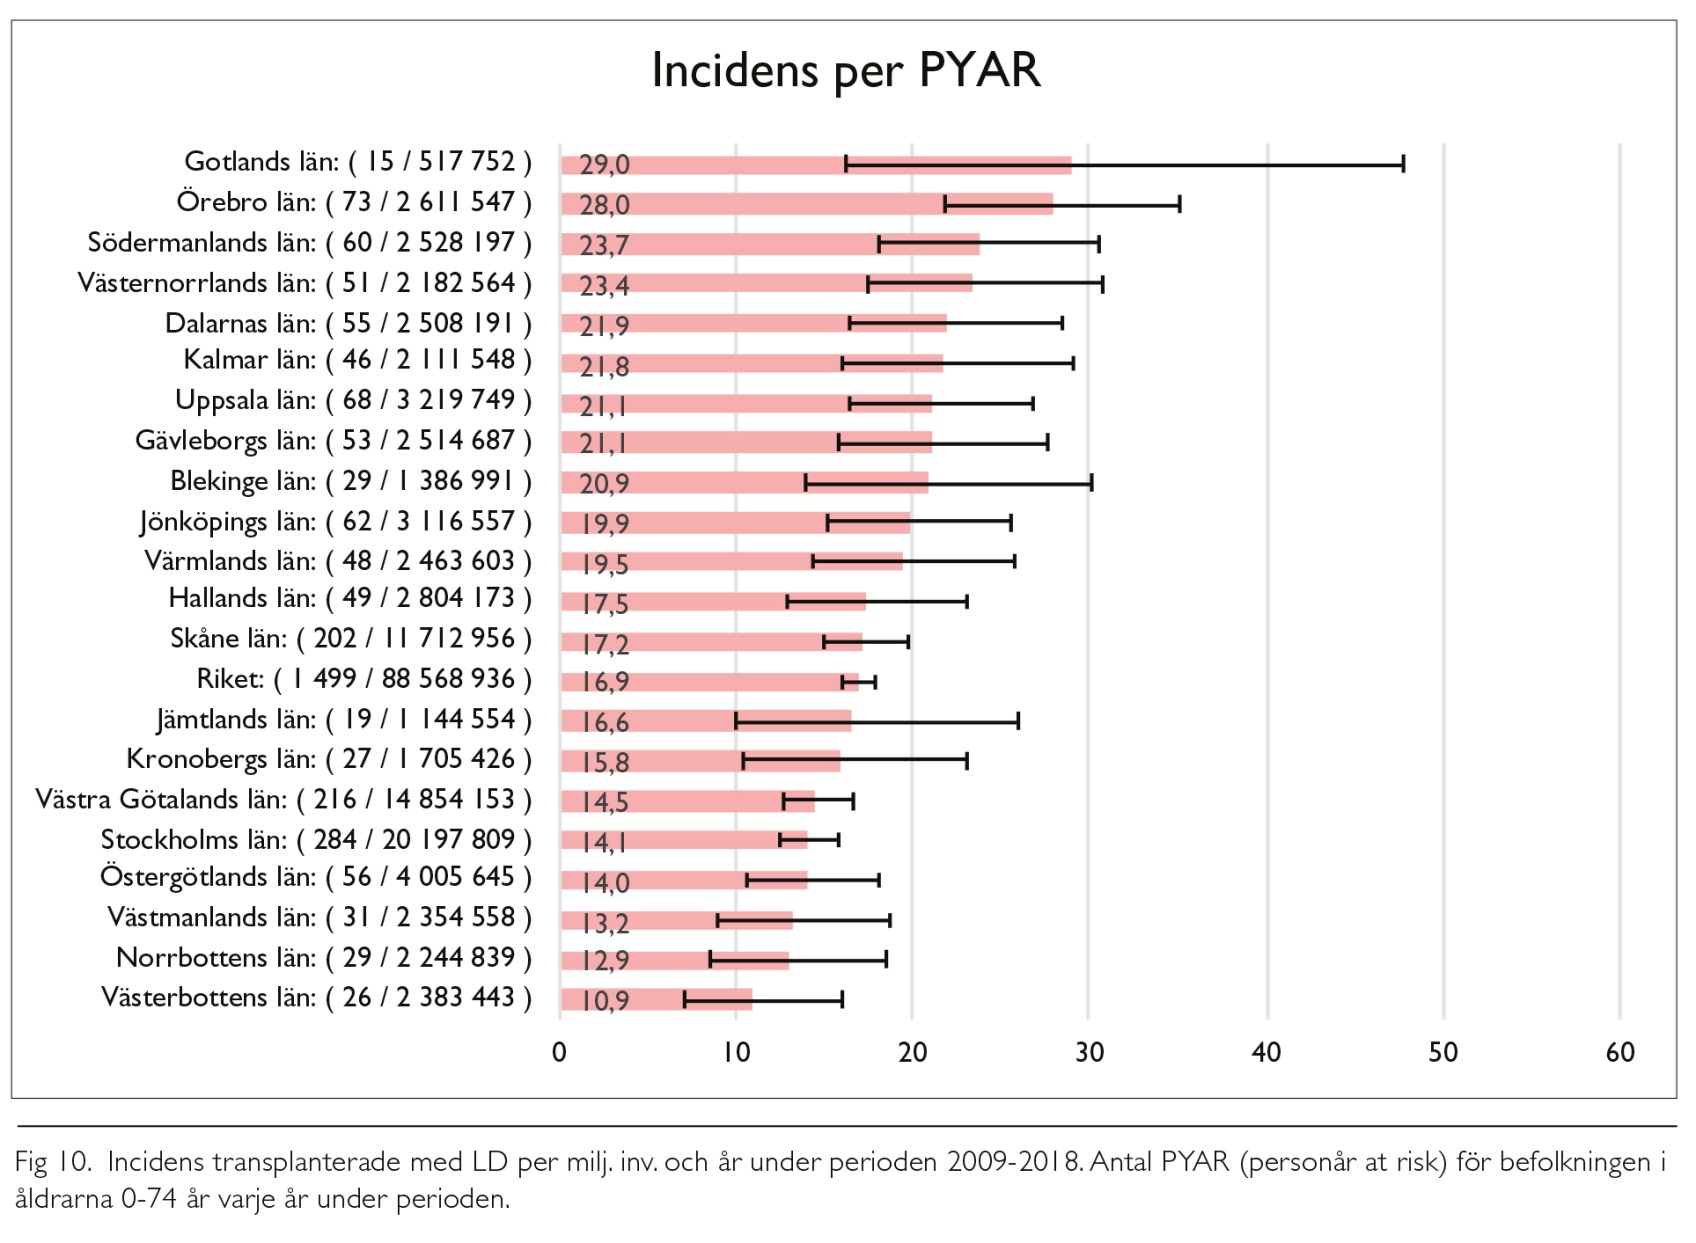 Incidens per PYAR
Gotlands län: ( 15 / 517 752 ) 29,0
Örebro län: ( 73 / 2 611 547 ) 28,0
Södermanlands län: ( 60 / 2 528 197 ) 23,7
Västernorrlands län: ( 51 / 2 182 564 ) 23,4
Dalarnas län: ( 55 / 2 508 191 ) 21,9
Kalmar län: ( 46 / 2 111 548 ) 21,8
Uppsala län: ( 68 / 3 219 749 ) 21,1
Gävleborgs län: ( 53 / 2 514 687 ) 21,1
Blekinge län: ( 29 / 1 386 991 ) 20,9
Jönköpings län: ( 62 / 3 116 557 ) 19,9
Värmlands län: ( 48 / 2 463 603 ) 19,5
Hallands län: ( 49 / 2 804 173 ) 17,5
Skåne län: ( 202 / 11 712 956 ) 17,2
Riket: ( 1 499 / 88 568 936 ) 16,9
Jämtlands län: ( 19 / 1 144 554 ) 16,6
Kronobergs län: ( 27 / 1 705 426 ) 15,8
Västra Götalands län: ( 216 / 14 854 153 ) 14,5
Stockholms län: ( 284 / 20 197 809 ) 14,1
Östergötlands län: ( 56 / 4 005 645 ) 14,0
Västmanlands län: ( 31 / 2 354 558 ) 13,2
Norrbottens län: ( 29 / 2 244 839 ) 12,9
Västerbottens län: ( 26 / 2 383 443 ) 10,9
0 10 20 30 40 50 60
Fig 10. Incidens transplanterade med LD per milj. inv. och år under perioden 2009-2018. Antal PYAR (personår at risk) för befolkningen i
åldrarna 0-74 år varje år under perioden.